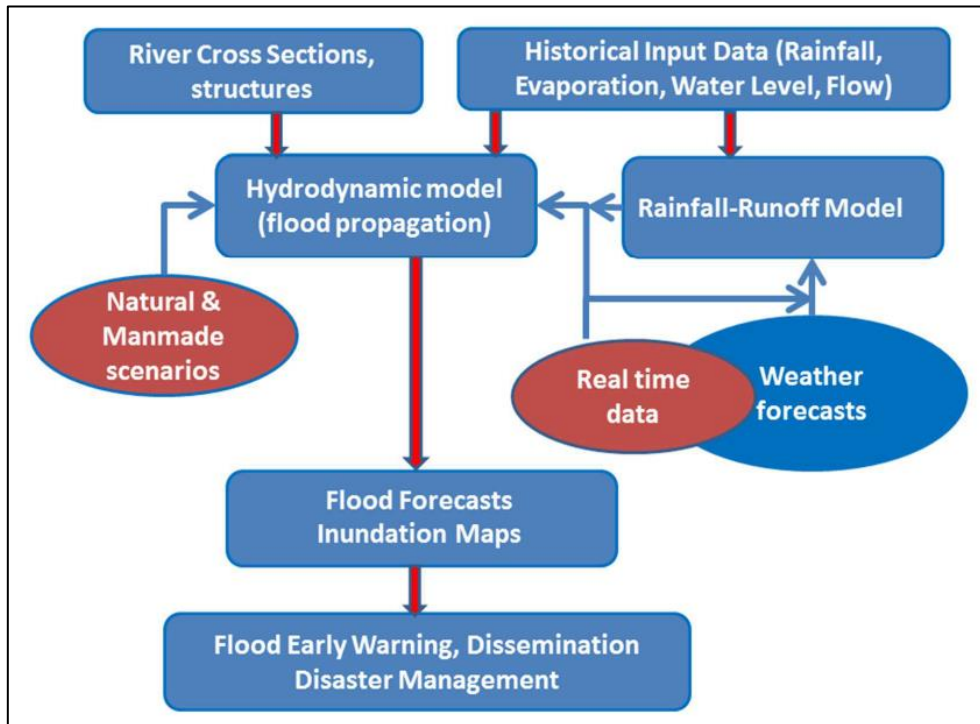 River Cross Sections,
structures
Historical Input Data (Rainfall,
Evaporation, Water Level, Flow)
Hydrodynamic model
(flood propagation)
Rainfall-Runoff Model
Natural &
Manmade
scenarios
Real time
data
Weather
forecasts
Flood Forecasts
Inundation Maps
Flood Early Warning, Dissemination
Disaster Management